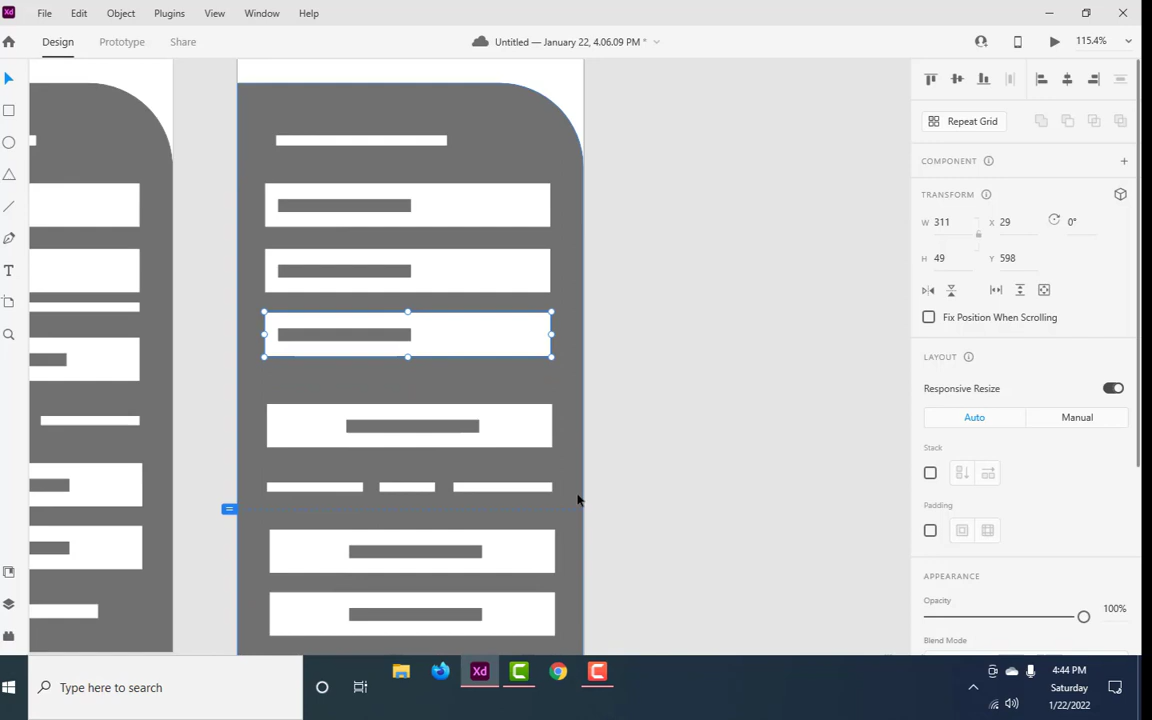 Xd File Edit Object Plugins View Window Help
Design Prototype Share Untitled — January 22, 4.06.09 PM * 115.4%
Repeat Grid
COMPONENT
TRANSFORM
W 311 X 29 0°
H 49 Y 598
Fix Position When Scrolling
LAYOUT
Responsive Resize
Auto Manual
Stack
Padding
APPEARANCE
Opacity
100%
Blend Mode
T
Type here to search
Xd
4:44 PM
Saturday
1/22/2022